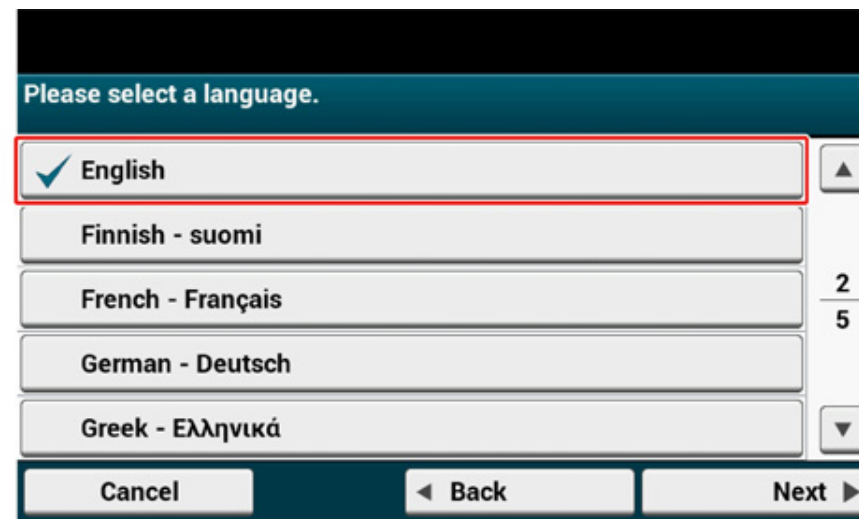 Please select a language.
English
Finnish - suomi
French - Français
2
5
German - Deutsch
Greek - Ελληνικά
Cancel
Back
Next